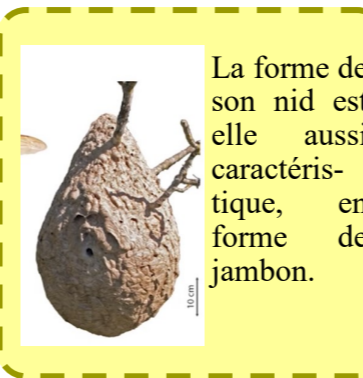 La forme de
son nid est
elle aussi
caractéris-
tique, en
forme de
jambon.
10 cm